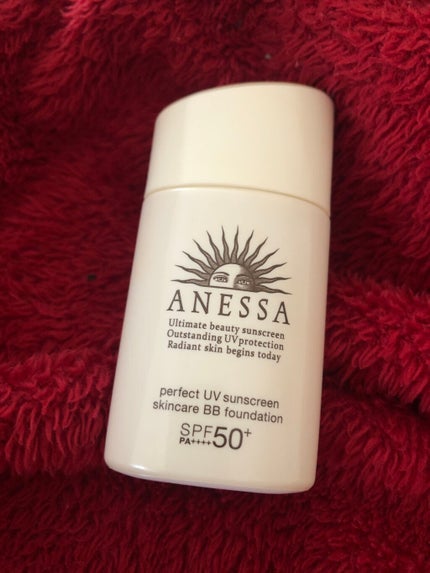 ANESSA
Ultimate beauty sunscreen
Outstanding UV protection
Radiant skin begins today
perfect UV sunscreen
skincare BB foundation
SPF50+
PA++++